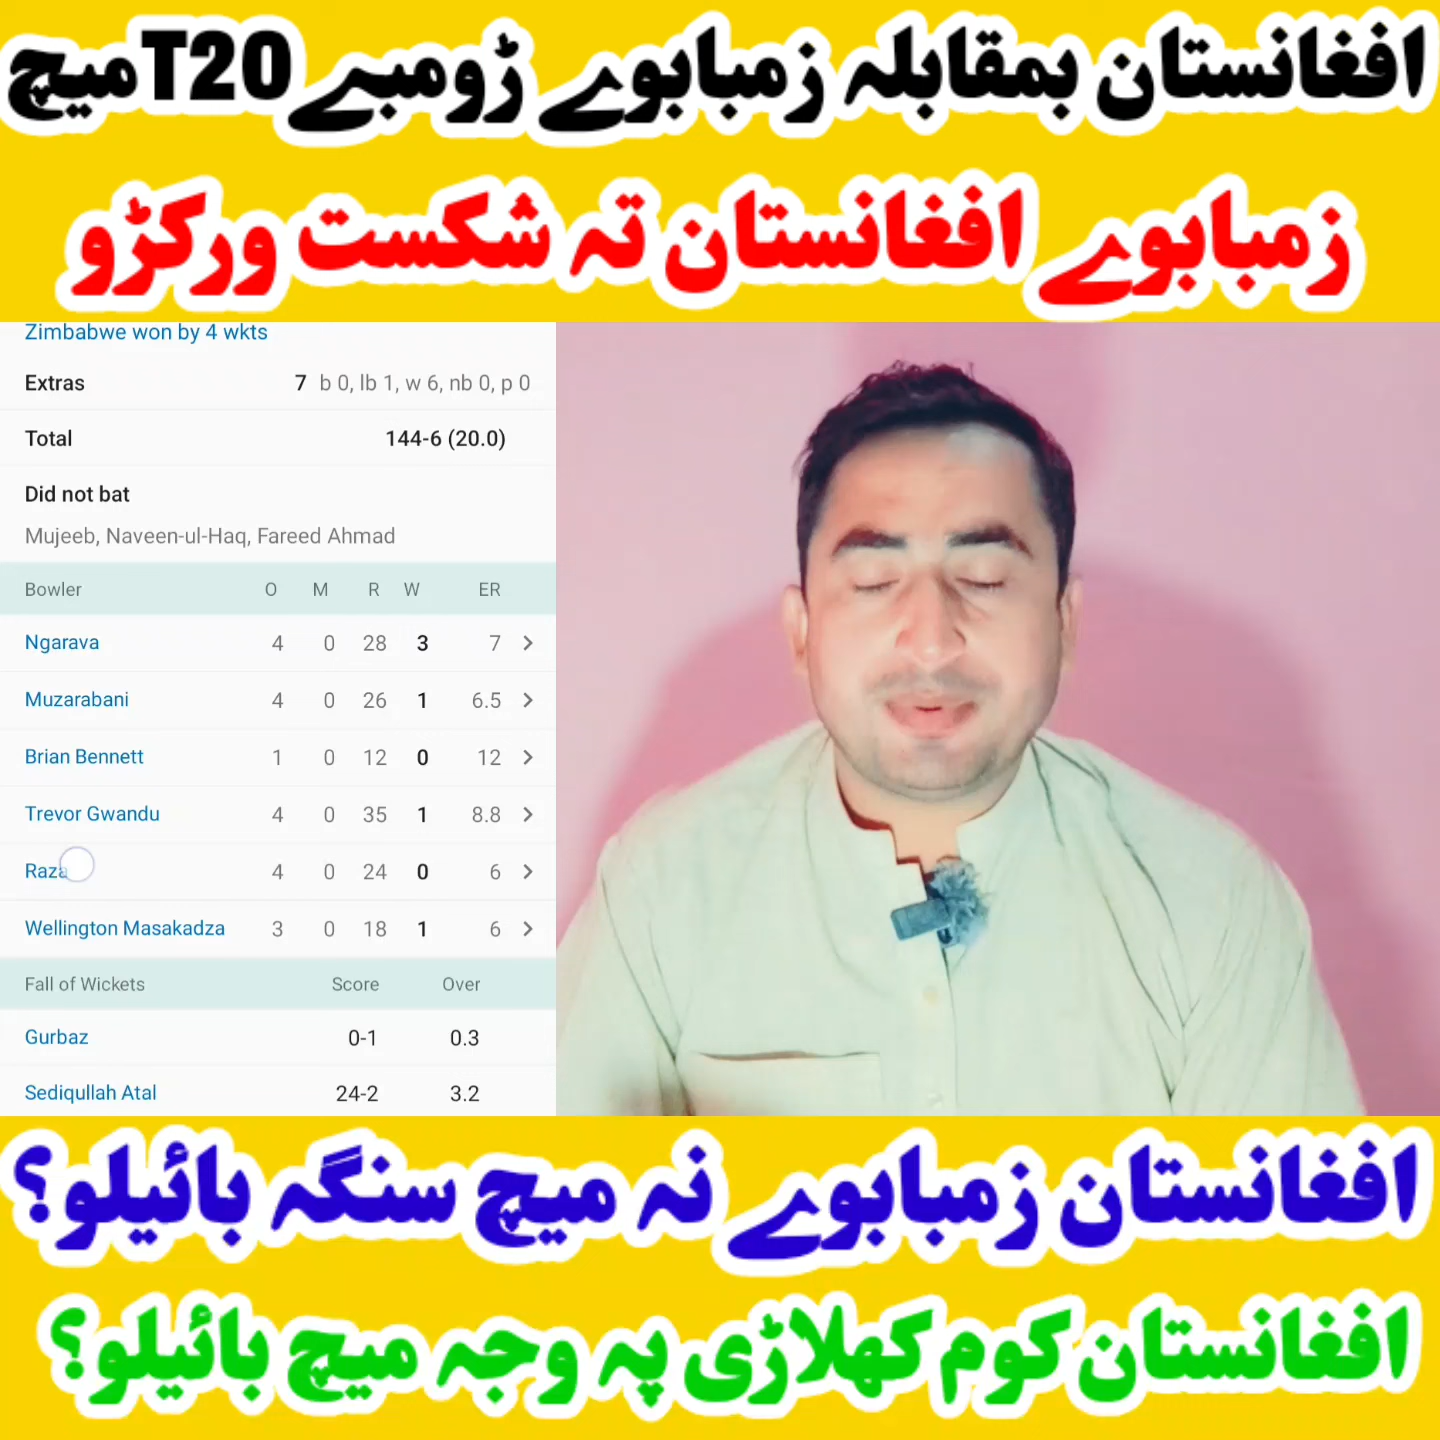 افغانستان بمقابلہ زمبابوے ڑومبے T20 میچ
زمبابوے افغانستان تہ شکست ورکڑو
Zimbabwe won by 4 wkts
Extras 7 b 0, lb 1, w 6, nb 0, p 0
Total 144-6 (20.0)
Did not bat
Mujeeb, Naveen-ul-Haq, Fareed Ahmad
Bowler O M R W ER
Ngarava 4 0 28 3 7
Muzarabani 4 0 26 1 6.5
Brian Bennett 1 0 12 0 12
Trevor Gwandu 4 0 35 1 8.8
Raza 4 0 24 0 6
Wellington Masakadza 3 0 18 1 6
Fall of Wickets Score Over
Gurbaz 0-1 0.3
Sediqullah Atal 24-2 3.2
افغانستان زمبابوے نہ میچ سنگہ بائیلو؟
افغانستان کوم کھلاڑی پہ وجہ میچ بائیلو؟